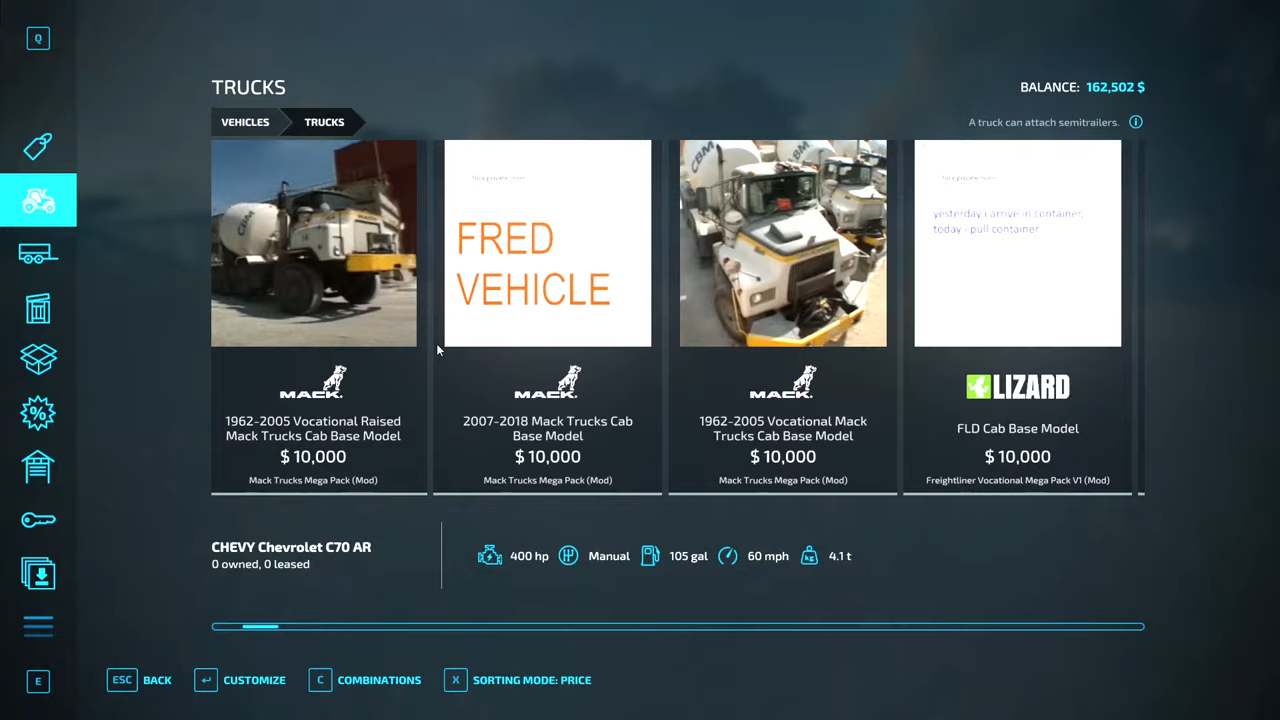 Q
TRUCKS
BALANCE: 162,502 $
VEHICLES
TRUCKS
A truck can attach semitrailers.
CBM
FRED
VEHICLE
CBM
yesterday i arrive in container,
today i pull container
MACK
1962-2005 Vocational Raised
Mack Trucks Cab Base Model
$ 10,000
Mack Trucks Mega Pack (Mod)
MACK
2007-2018 Mack Trucks Cab
Base Model
$ 10,000
Mack Trucks Mega Pack (Mod)
MACK
1962-2005 Vocational Mack
Trucks Cab Base Model
$ 10,000
Mack Trucks Mega Pack (Mod)
LIZARD
FLD Cab Base Model
$ 10,000
Freightliner Vocational Mega Pack V1 (Mod)
CHEVY Chevrolet C70 AR
0 owned, 0 leased
400 hp
Manual
105 gal
60 mph
kg
4.1 t
E
ESC BACK
CUSTOMIZE
C COMBINATIONS
X SORTING MODE: PRICE